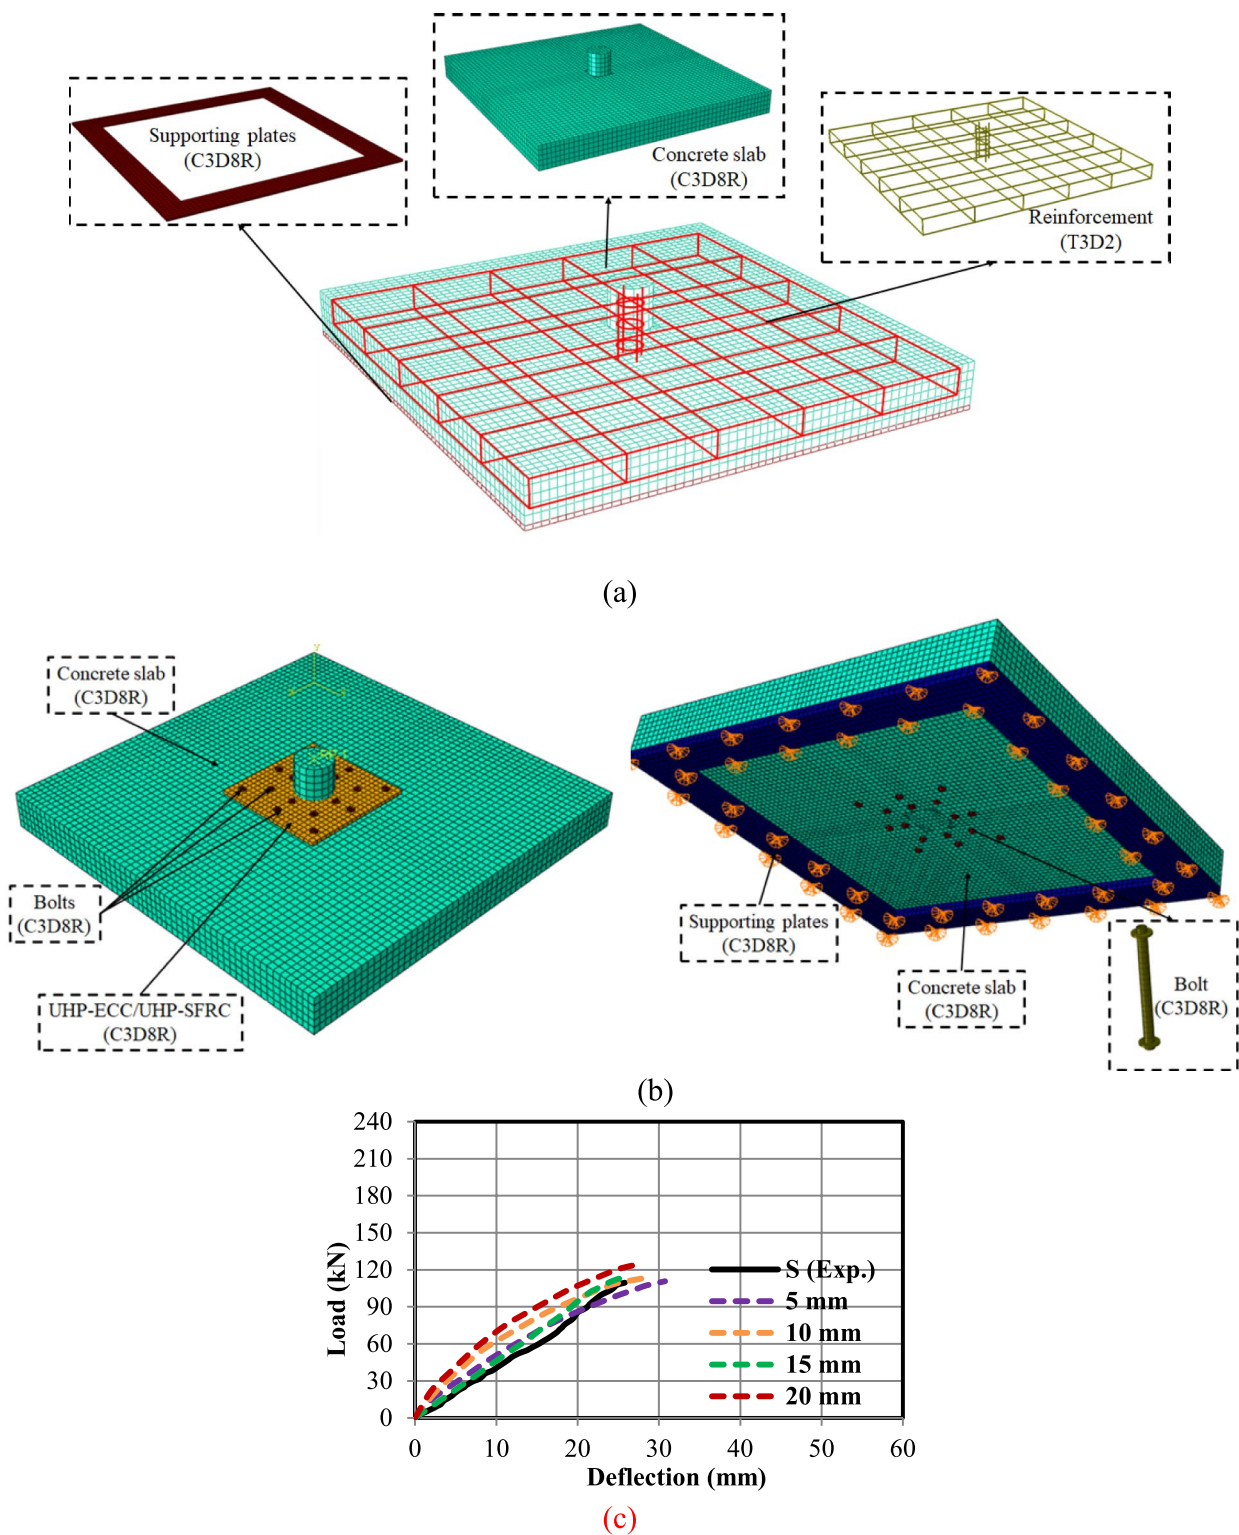 Supporting plates
(C3D8R)
Concrete slab
(C3D8R)
Reinforcement
(T3D2)
(a)
Concrete slab
(C3D8R)
Y
Bolts
(C3D8R)
UHP-ECC/UHP-SFRC
(C3D8R)
Supporting plates
(C3D8R)
Concrete slab
(C3D8R)
Bolt
(C3D8R)
(b)
240
210
180
150
120
90
60
30
0
Load (kN)
S (Exp.)
5 mm
10 mm
15 mm
20 mm
0 10 20 30 40 50 60
Deflection (mm)
(c)